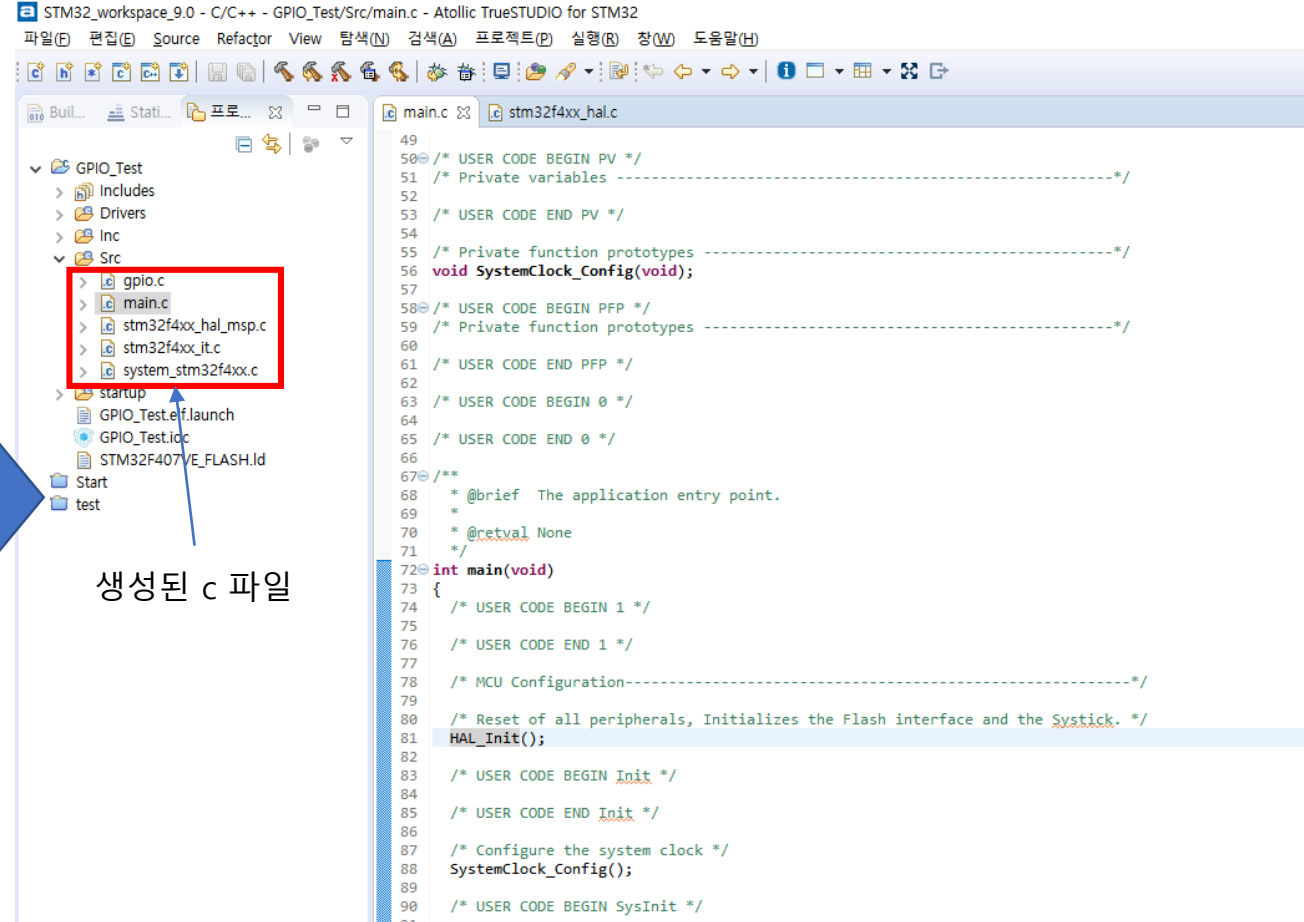 STM32_workspace_9.0 - C/C++ - GPIO_Test/Src/main.c - Atollic TrueSTUDIO for STM32
파일(F) 편집(E) Source Refactor View 탐색(N) 검색(A) 프로젝트(P) 실행(R) 창(W) 도움말(H)
Buil... Stati... 프로...
main.c stm32f4xx_hal.c
GPIO_Test
Includes
Drivers
Inc
Src
gpio.c
main.c
stm32f4xx_hal_msp.c
stm32f4xx_it.c
system_stm32f4xx.c
startup
GPIO_Test.elf.launch
GPIO_Test.ioc
STM32F407VE_FLASH.ld
Start
test
생성된 c 파일
49
50 /* USER CODE BEGIN PV */
51 /* Private variables ---------------------------------------------------------*/
52
53 /* USER CODE END PV */
54
55 /* Private function prototypes -----------------------------------------------*/
56 void SystemClock_Config(void);
57
58 /* USER CODE BEGIN PFP */
59 /* Private function prototypes -----------------------------------------------*/
60
61 /* USER CODE END PFP */
62
63 /* USER CODE BEGIN 0 */
64
65 /* USER CODE END 0 */
66
67 /**
68 * @brief The application entry point.
69 *
70 * @retval None
71 */
72 int main(void)
73 {
74 /* USER CODE BEGIN 1 */
75
76 /* USER CODE END 1 */
77
78 /* MCU Configuration----------------------------------------------------------*/
79
80 /* Reset of all peripherals, Initializes the Flash interface and the Systick. */
81 HAL_Init();
82
83 /* USER CODE BEGIN Init */
84
85 /* USER CODE END Init */
86
87 /* Configure the system clock */
88 SystemClock_Config();
89
90 /* USER CODE BEGIN SysInit */